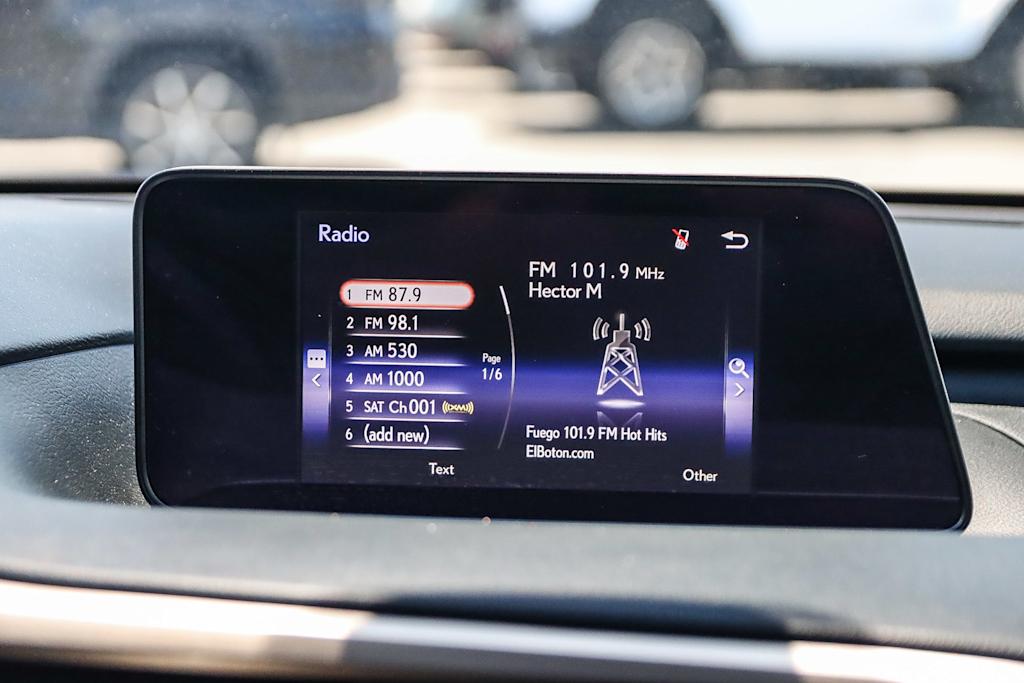 Radio
1 FM 87.9
2 FM 98.1
3 AM 530
4 AM 1000
5 SAT Ch 001 ((XM))
6 (add new)
Page
1/6
Text
FM 101.9 MHz
Hector M
Fuego 101.9 FM Hot Hits
ElBoton.com
Other